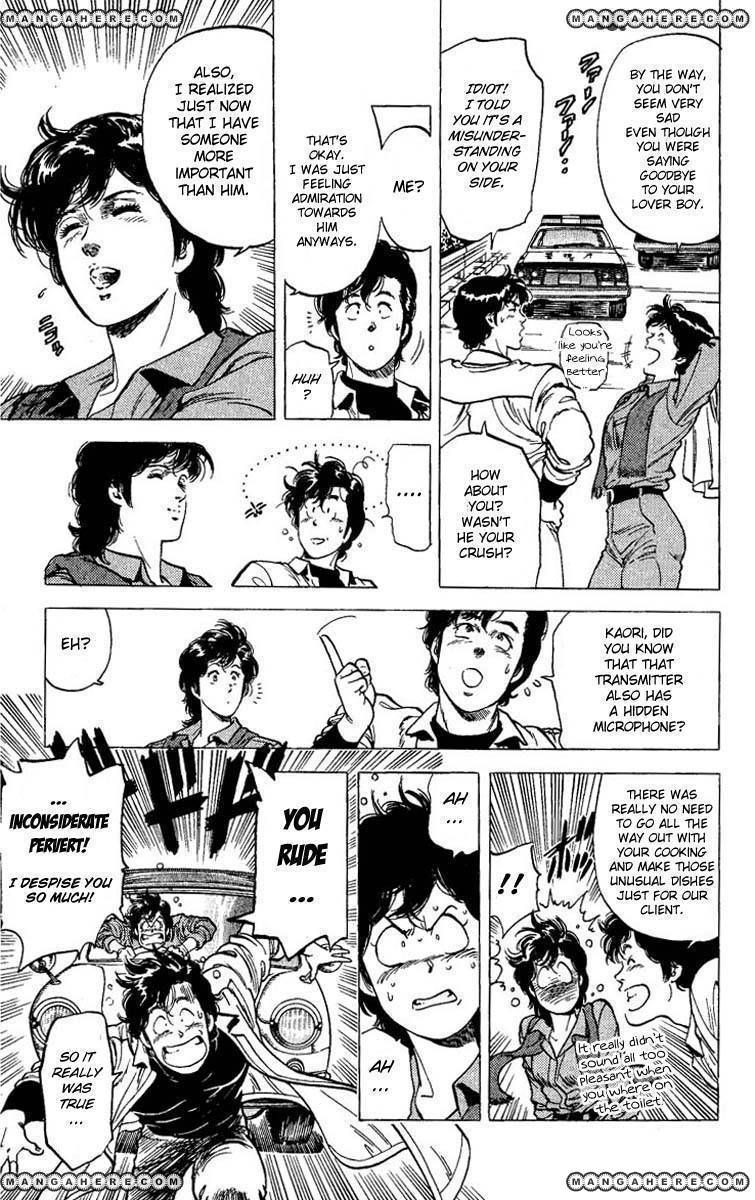 MANGAHERE.COM
MANGAHERE.COM
BY THE WAY,
YOU DON'T
SEEM VERY
SAD
EVEN THOUGH
YOU WERE
SAYING
GOODBYE
TO YOUR
LOVER BOY.
ファン
ファン・・
IDIOT!
I TOLD
YOU IT'S A
MISUNDER-
STANDING
ON YOUR
SIDE.
Looks
like you're
feeling
better
HOW
ABOUT
YOU?
WASN'T
HE YOUR
CRUSH?
ME?
THAT'S
OKAY.
I WAS JUST
FEELING
ADMIRATION
TOWARDS
HIM
ANYWAYS.
HUH
?
ALSO,
I REALIZED
JUST NOW
THAT I HAVE
SOMEONE
MORE
IMPORTANT
THAN HIM.
....
KAORI, DID
YOU KNOW
THAT THAT
TRANSMITTER
ALSO HAS
A HIDDEN
MICROPHONE?
EH?
THERE WAS
REALLY NO NEED
TO GO ALL THE
WAY OUT WITH
YOUR COOKING
AND MAKE THOSE
UNUSUAL DISHES
JUST FOR OUR
CLIENT.
!!
It really didn't
sound all too
pleasant when
you where on
the toilet
AH
...
AH
...
YOU
RUDE
...
...
INCONSIDERATE
PERVERT!
I DESPISE YOU
SO MUCH!
SO IT
REALLY
WAS
TRUE
...
MANGAHERE.COM
MANGAHERE.COM